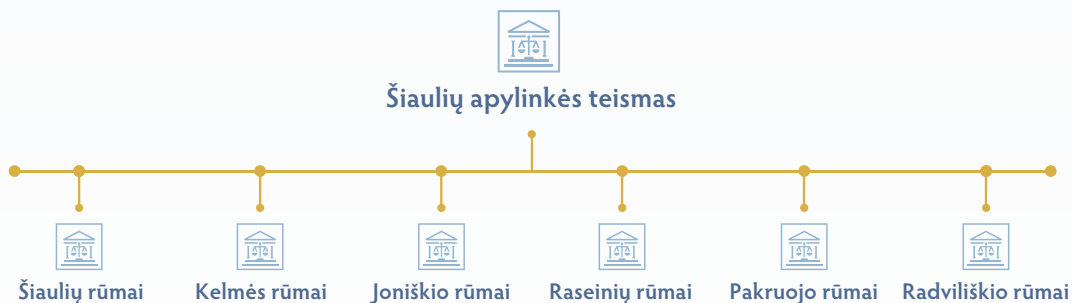 Šiaulių apylinkės teismas
Šiaulių rūmai
Kelmės rūmai
Joniškio rūmai
Raseinių rūmai
Pakruojo rūmai
Radviliškio rūmai